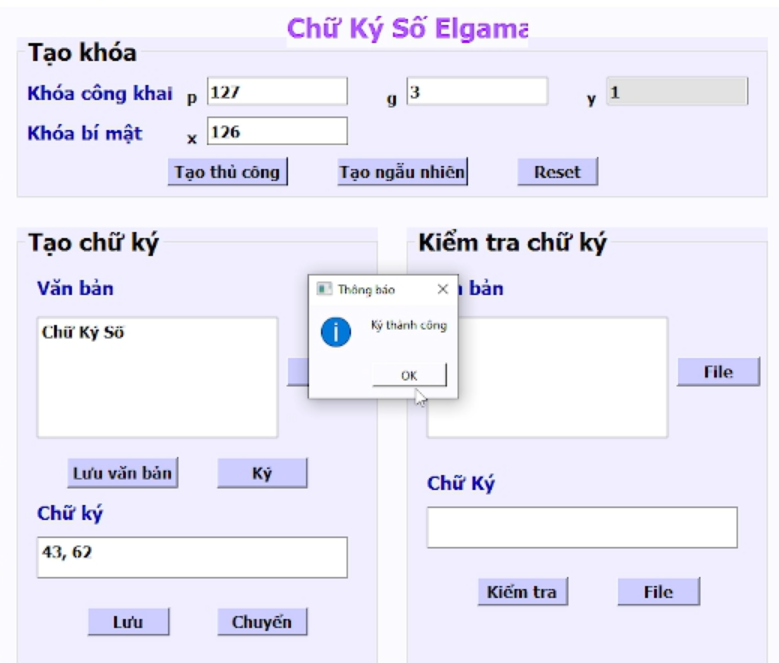 Chữ Ký Số Elgama
Tạo khóa
Khóa công khai p 127 g 3 y 1
Khóa bí mật x 126
Tạo thủ công Tạo ngẫu nhiên Reset
Tạo chữ ký
Văn bản
Chữ Ký Số
Lưu văn bản Ký
Chữ ký
43, 62
Lưu Chuyển
Thông báo
Ký thành công
OK
Kiểm tra chữ ký
bản
File
Chữ Ký
Kiểm tra File